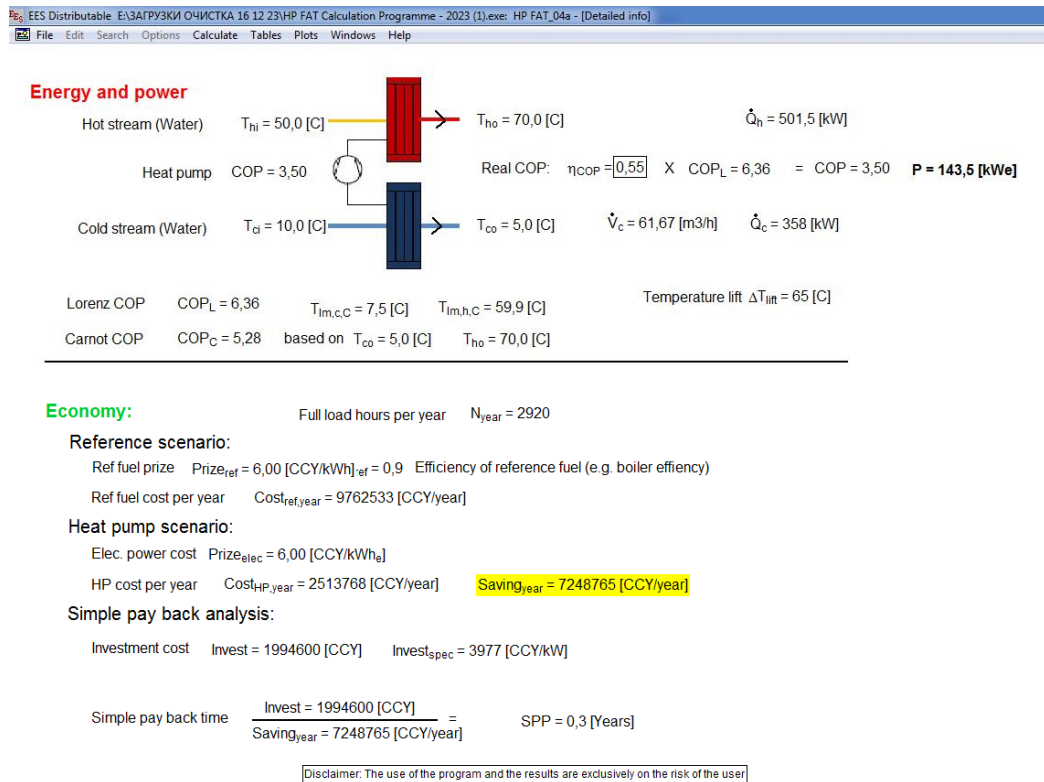 EES Distributable E:\ЗАГРУЗКИ ОЧИСТКА 16 12 23\HP FAT Calculation Programme - 2023 (1).exe: HP FAT_04a - [Detailed info]
File Edit Search Options Calculate Tables Plots Windows Help
Energy and power
Hot stream (Water) Thi = 50,0 [C] Tho = 70,0 [C] Q̇h = 501,5 [kW]
Heat pump COP = 3,50 Real COP: ηCOP = 0,55 X COPL = 6,36 = COP = 3,50 P = 143,5 [kWe]
Cold stream (Water) Tci = 10,0 [C] Tco = 5,0 [C] V̇c = 61,67 [m3/h] Q̇c = 358 [kW]
Lorenz COP COPL = 6,36 Tlm,c,C = 7,5 [C] Tlm,h,C = 59,9 [C] Temperature lift ΔTlift = 65 [C]
Carnot COP COPC = 5,28 based on Tco = 5,0 [C] Tho = 70,0 [C]
Economy: Full load hours per year Nyear = 2920
Reference scenario:
Ref fuel prize Prizeref = 6,00 [CCY/kWh] ef = 0,9 Efficiency of reference fuel (e.g. boiler effiency)
Ref fuel cost per year Costref,year = 9762533 [CCY/year]
Heat pump scenario:
Elec. power cost Prizeelec = 6,00 [CCY/kWhe]
HP cost per year CostHP,year = 2513768 [CCY/year] Savingyear = 7248765 [CCY/year]
Simple pay back analysis:
Investment cost Invest = 1994600 [CCY] Investspec = 3977 [CCY/kW]
Invest = 1994600 [CCY]
Simple pay back time = SPP = 0,3 [Years]
Savingyear = 7248765 [CCY/year]
Disclaimer: The use of the program and the results are exclusively on the risk of the user